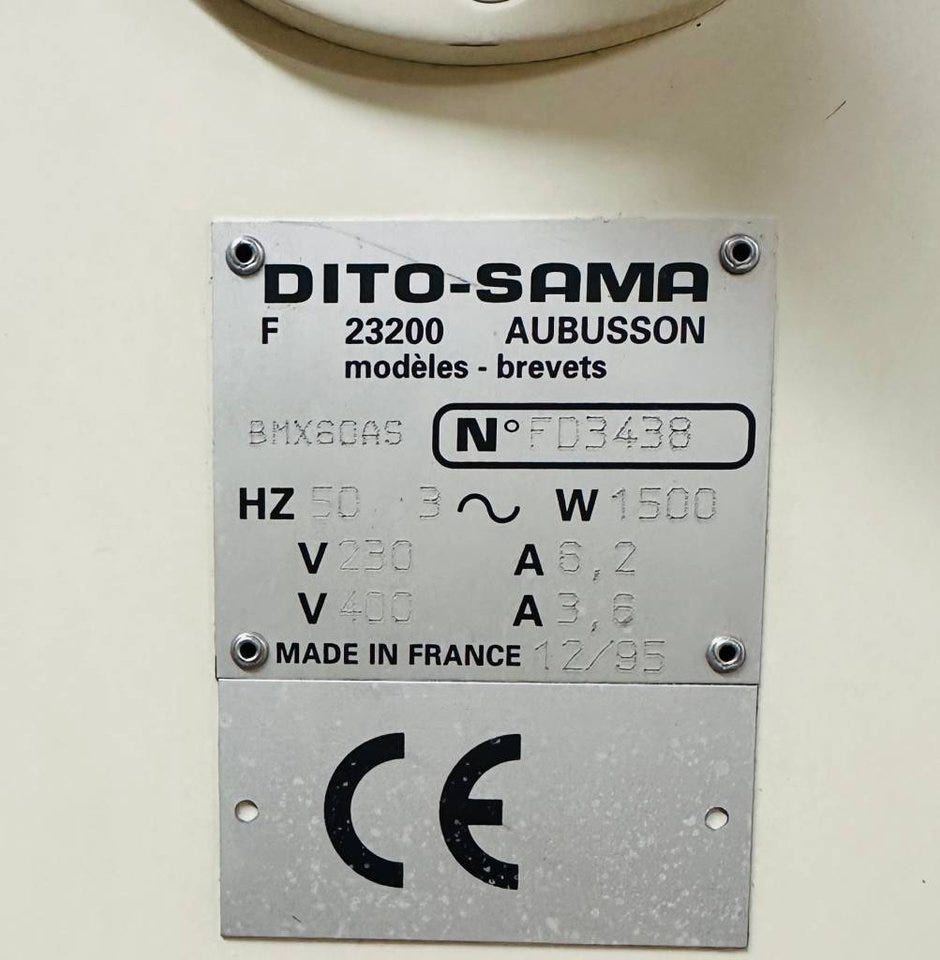 DITO-SAMA
F 23200 AUBUSSON
modèles - brevets
BMX60AS N° FD3438
HZ 50 3 ~ W 1500
V 230 A 6,2
V 400 A 3,6
MADE IN FRANCE 12/95
CE